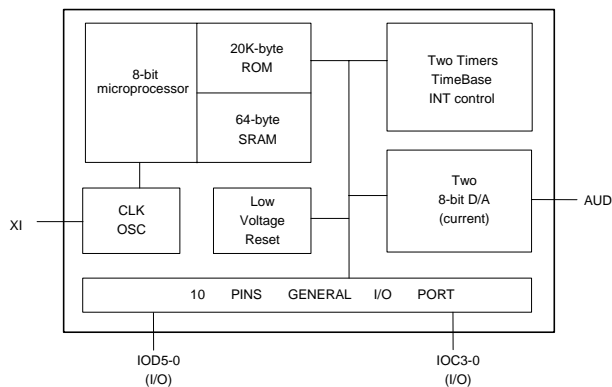 8-bit
microprocessor
20K-byte
ROM
64-byte
SRAM
Two Timers
TimeBase
INT control
CLK
OSC
Low
Voltage
Reset
Two
8-bit D/A
(current)
XI
AUD
10 PINS GENERAL I/O PORT
IOD5-0
(I/O)
IOC3-0
(I/O)